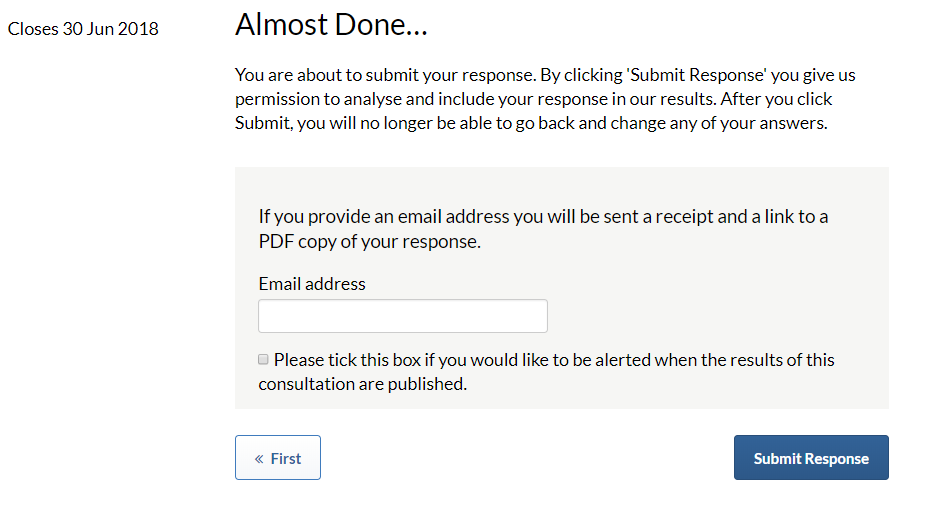 Closes 30 Jun 2018
Almost Done...
You are about to submit your response. By clicking 'Submit Response' you give us
permission to analyse and include your response in our results. After you click
Submit, you will no longer be able to go back and change any of your answers.
If you provide an email address you will be sent a receipt and a link to a
PDF copy of your response.
Email address
Please tick this box if you would like to be alerted when the results of this
consultation are published.
« First
Submit Response